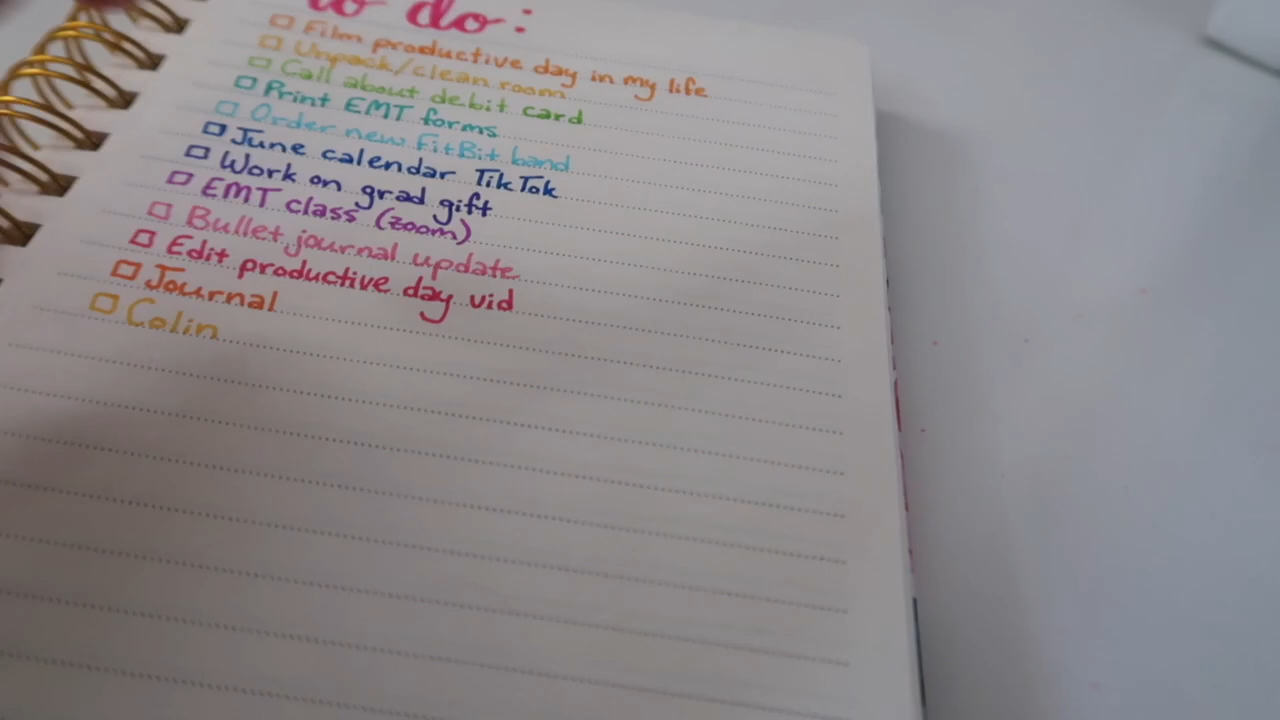 to do:
Film productive day in my life
Unpack/clean room
Call about debit card
Print EMT forms
Order new FitBit band
June calendar TikTok
Work on grad gift
EMT class (zoom)
Bullet journal update
Edit productive day vid
Journal
Colin